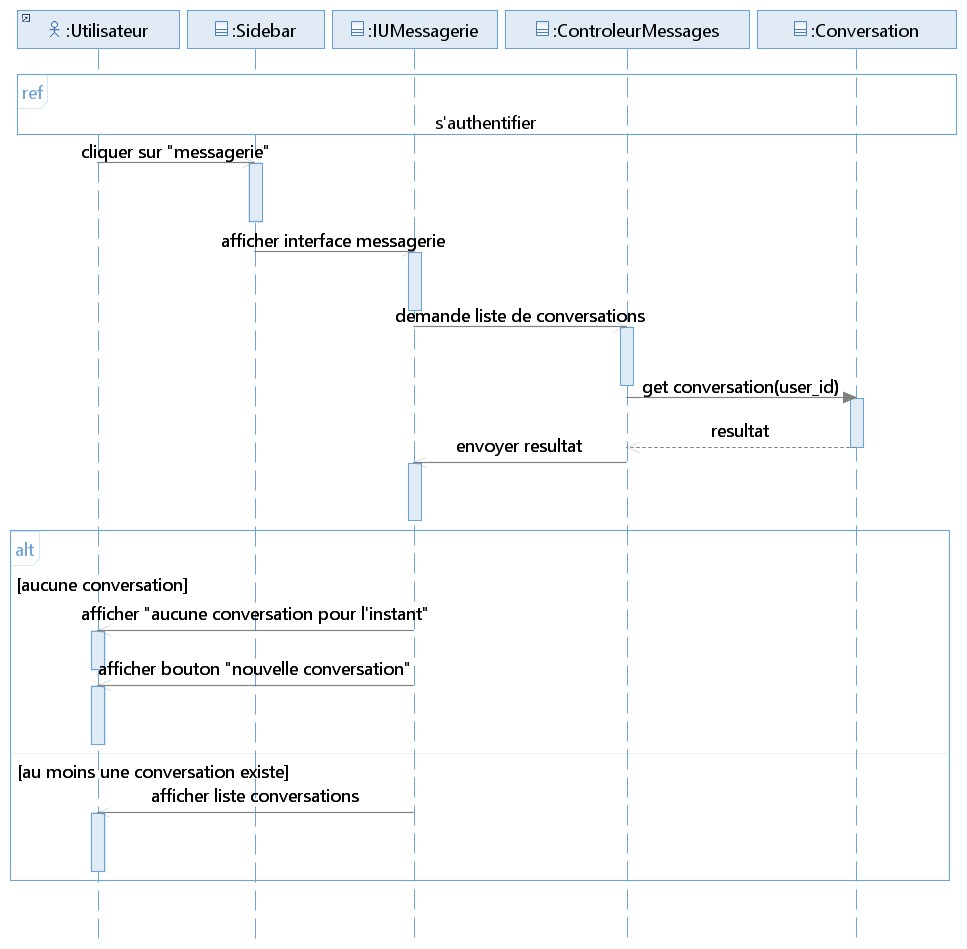 :Utilisateur
:Sidebar
:IUMessagerie
:ControleurMessages
:Conversation
ref
s'authentifier
cliquer sur "messagerie"
afficher interface messagerie
demande liste de conversations
get conversation(user_id)
resultat
envoyer resultat
alt
[aucune conversation]
afficher "aucune conversation pour l'instant"
afficher bouton "nouvelle conversation"
[au moins une conversation existe]
afficher liste conversations